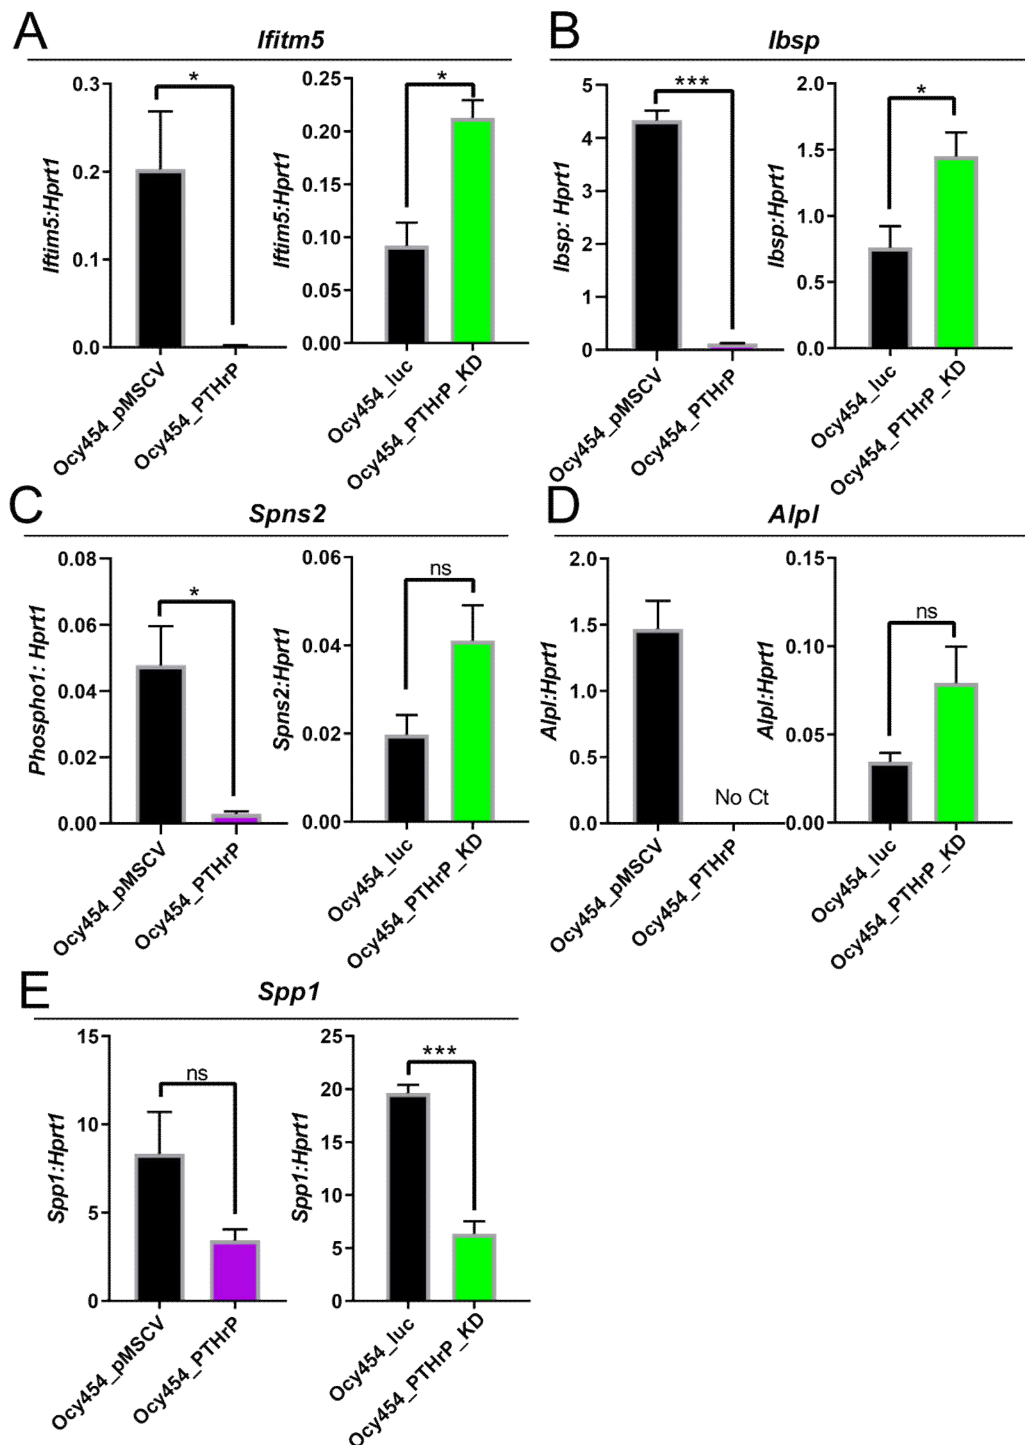 A
Ifitm5
0.3
0.2
0.1
0.0
Iftim5:Hprt1
*
Ocy454_pMSCV
Ocy454_PTHrP
0.25
0.20
0.15
0.10
0.05
0.00
Iftim5:Hprt1
*
Ocy454_luc
Ocy454_PTHrP_KD
B
Ibsp
5
4
3
2
1
0
Ibsp: Hprt1
***
Ocy454_pMSCV
Ocy454_PTHrP
2.0
1.5
1.0
0.5
0.0
Ibsp:Hprt1
*
Ocy454_luc
Ocy454_PTHrP_KD
C
Spns2
0.08
0.06
0.04
0.02
0.00
Phospho1: Hprt1
*
Ocy454_pMSCV
Ocy454_PTHrP
0.06
0.04
0.02
0.00
Spns2:Hprt1
ns
Ocy454_luc
Ocy454_PTHrP_KD
D
Alpl
2.0
1.5
1.0
0.5
0.0
Alpl:Hprt1
No Ct
Ocy454_pMSCV
Ocy454_PTHrP
0.15
0.10
0.05
0.00
Alpl:Hprt1
ns
Ocy454_luc
Ocy454_PTHrP_KD
E
Spp1
15
10
5
0
Spp1:Hprt1
ns
Ocy454_pMSCV
Ocy454_PTHrP
25
20
15
10
5
0
Spp1:Hprt1
***
Ocy454_luc
Ocy454_PTHrP_KD